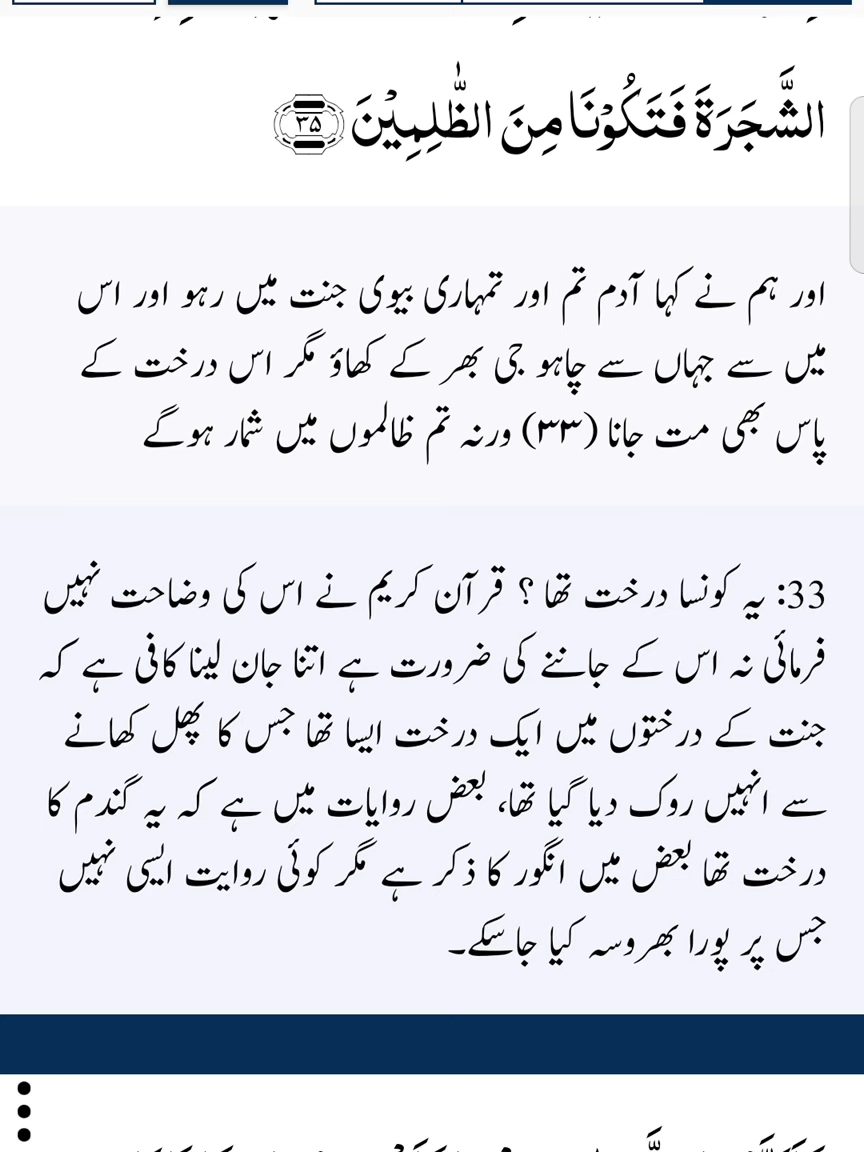 الشَّجَرَةَ فَتَكُوْنَا مِنَ الظّٰلِمِيْنَ ۳۵
اور ہم نے کہا آدم تم اور تمہاری بیوی جنت میں رہو اور اس
میں سے جہاں سے چاہو جی بھر کے کھاؤ مگر اس درخت کے
پاس بھی مت جانا (۳۳) ورنہ تم ظالموں میں شمار ہوگے
33: یہ کونسا درخت تھا ؟ قرآن کریم نے اس کی وضاحت نہیں
فرمائی نہ اس کے جاننے کی ضرورت ہے اتنا جان لینا کافی ہے کہ
جنت کے درختوں میں ایک درخت ایسا تھا جس کا پھل کھانے
سے انہیں روک دیا گیا تھا، بعض روایات میں ہے کہ یہ گندم کا
درخت تھا بعض میں انگور کا ذکر ہے مگر کوئی روایت ایسی نہیں
جس پر پورا بھروسہ کیا جاسکے۔